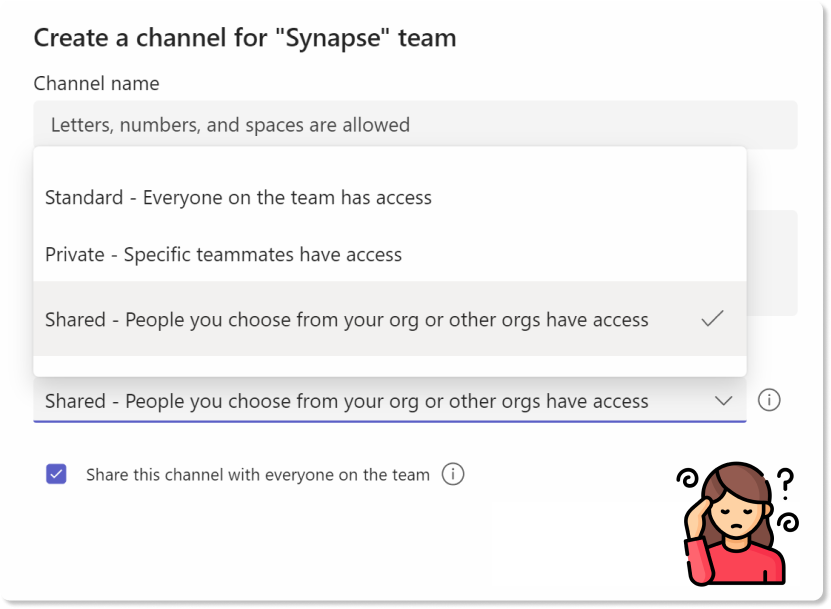 Create a channel for "Synapse" team
Channel name
Letters, numbers, and spaces are allowed
Standard - Everyone on the team has access
Private - Specific teammates have access
Shared - People you choose from your org or other orgs have access
Shared - People you choose from your org or other orgs have access
Share this channel with everyone on the team
?